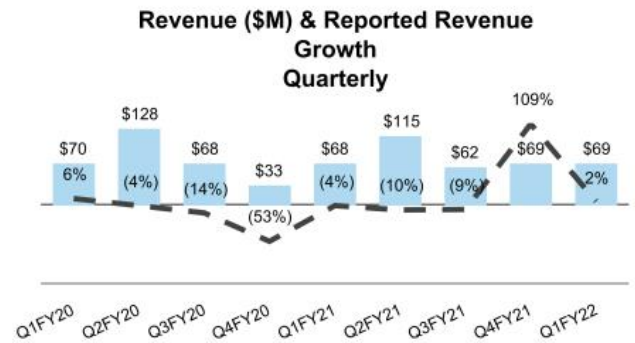 Revenue ($M) & Reported Revenue
Growth
Quarterly
109%
$128
$115
$70
$68
$68
$62
$69
$69
$33
6%
(4%)
(14%)
(53%)
(4%)
(10%)
(9%)
2%
Q1FY20
Q2FY20
Q3FY20
Q4FY20
Q1FY21
Q2FY21
Q3FY21
Q4FY21
Q1FY22